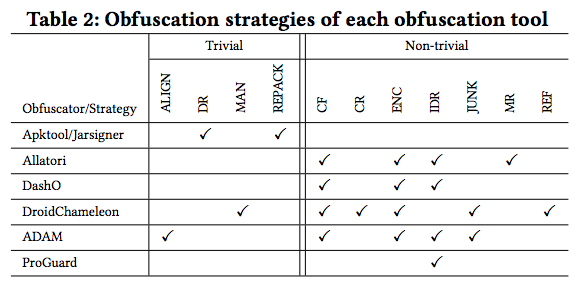 Table 2: Obfuscation strategies of each obfuscation tool
Trivial Non-trivial
Obfuscator/Strategy ALIGN DR MAN REPACK CF CR ENC IDR JUNK MR REF
Apktool/Jarsigner ✓ ✓
Allatori ✓ ✓ ✓ ✓
DashO ✓ ✓ ✓
DroidChameleon ✓ ✓ ✓ ✓ ✓ ✓
ADAM ✓ ✓ ✓ ✓ ✓
ProGuard ✓